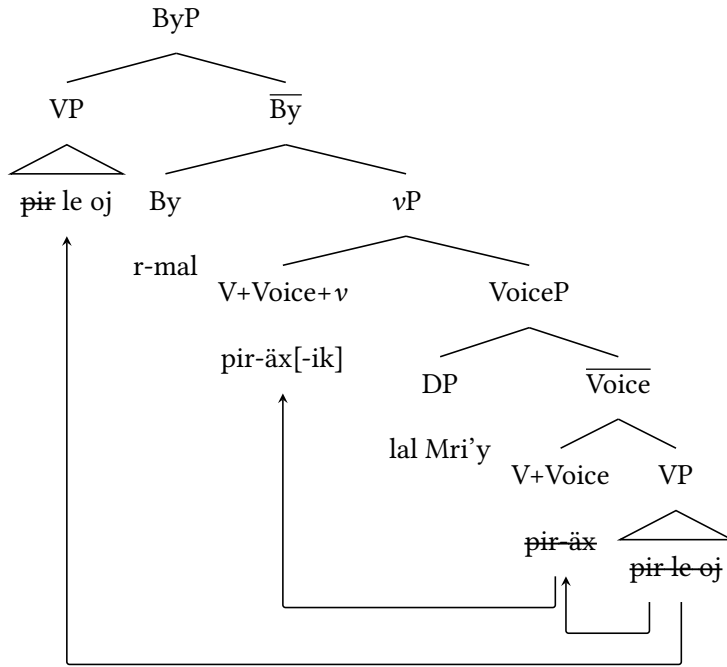 ByP
VP By
pir le oj By vP
r-mal
V+Voice+v VoiceP
pir-äx[-ik]
DP Voice
lal Mri’y
V+Voice VP
pir-äx
pir le oj